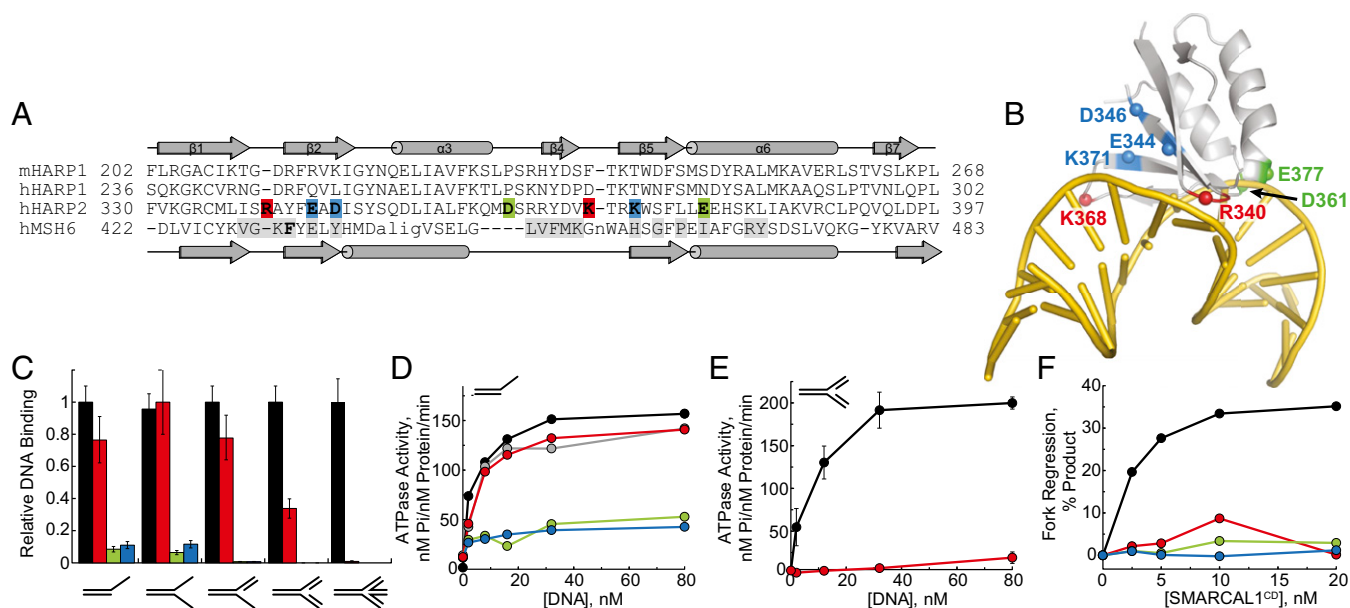 A
β1 β2 α3 β4 β5 α6 β7
mHARP1 202 FLRGACIKTG-DRFRVKIGYNQELIAVFKSLPSRHYDSF-TKTWDFSMSDYRALMKAVERLSTVSLKPL 268
hHARP1 236 SQKGKCVRNG-DRFQVLIGYNAELIAVFKTLPSKNYDPD-TKTWNFSMNDYSALMKAAQSLPTVNLQPL 302
hHARP2 330 FVKGRCMLISRAYFEADISYSQDLIALFKQMDSRRYDVK-TRKWSFLLEEHSKLIAKVRCLPQVQLDPL 397
hMSH6 422 -DLVICYKVG-KFYELYHMDaligVSELG----LVFMKGnWAHSGFPEIAFGRYSDSLVQKG-YKVARV 483
B
D346
E344
K371
E377
D361
R340
K368
C
Relative DNA Binding
1
0.8
0.6
0.4
0.2
0
D
ATPase Activity,
nM Pi/nM Protein/min
150
100
50
0
0 20 40 60 80
[DNA], nM
E
ATPase Activity,
nM Pi/nM Protein/min
200
150
100
50
0
0 20 40 60 80
[DNA], nM
F
Fork Regression,
% Product
40
30
20
10
0
0 5 10 15 20
[SMARCAL1CD], nM